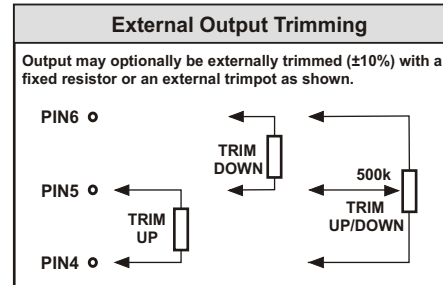 External Output Trimming
Output may optionally be externally trimmed (±10%) with a
fixed resistor or an external trimpot as shown.
PIN6
TRIM
DOWN
PIN5
500k
TRIM
UP
TRIM
UP/DOWN
PIN4